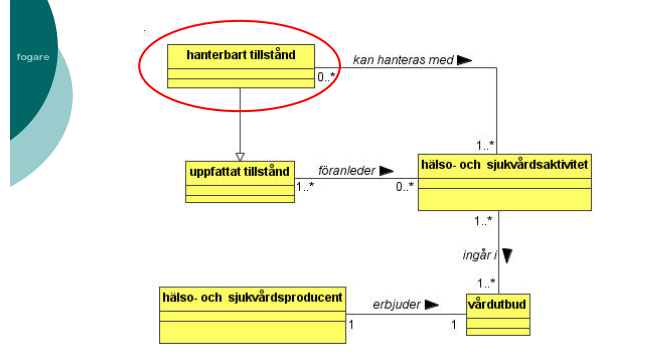 fogare
hanterbart tillstånd
kan hanteras med
0..*
1..*
hälso- och sjukvårdsaktivitet
uppfattat tillstånd
föranleder
1..*
0..*
1..*
ingår i
1..*
hälso- och sjukvårdsproducent
erbjuder
vårdutbud
1
1